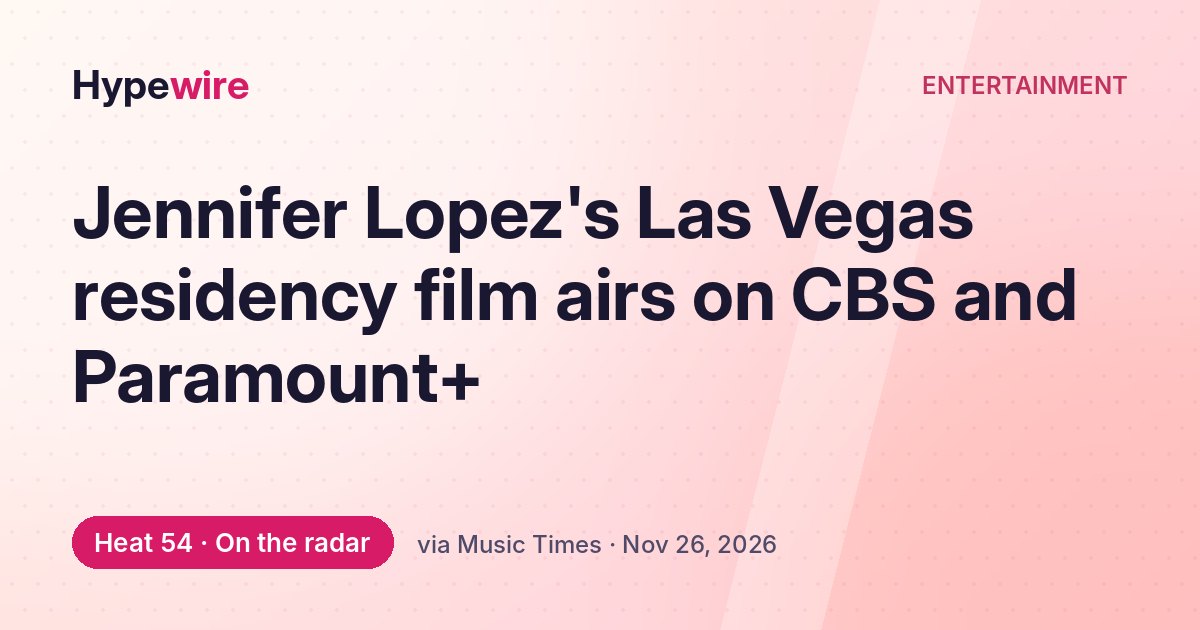 Hypewire
ENTERTAINMENT
Jennifer Lopez's Las Vegas
residency film airs on CBS and
Paramount+
Heat 54 · On the radar
via Music Times · Nov 26, 2026